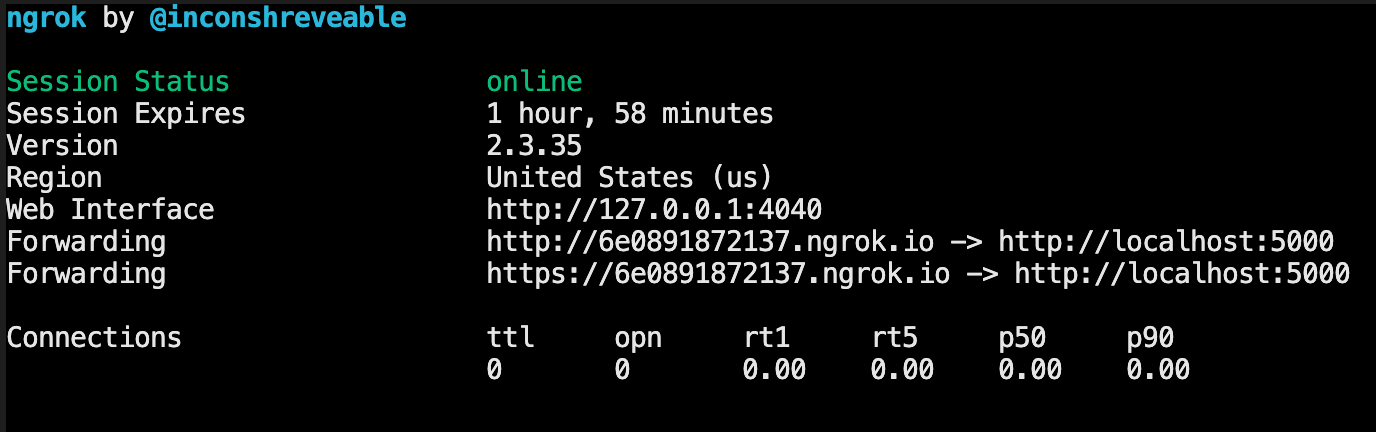 ngrok by @inconshreveable
Session Status online
Session Expires 1 hour, 58 minutes
Version 2.3.35
Region United States (us)
Web Interface http://127.0.0.1:4040
Forwarding http://6e0891872137.ngrok.io -> http://localhost:5000
Forwarding https://6e0891872137.ngrok.io -> http://localhost:5000
Connections ttl opn rt1 rt5 p50 p90
0 0 0.00 0.00 0.00 0.00